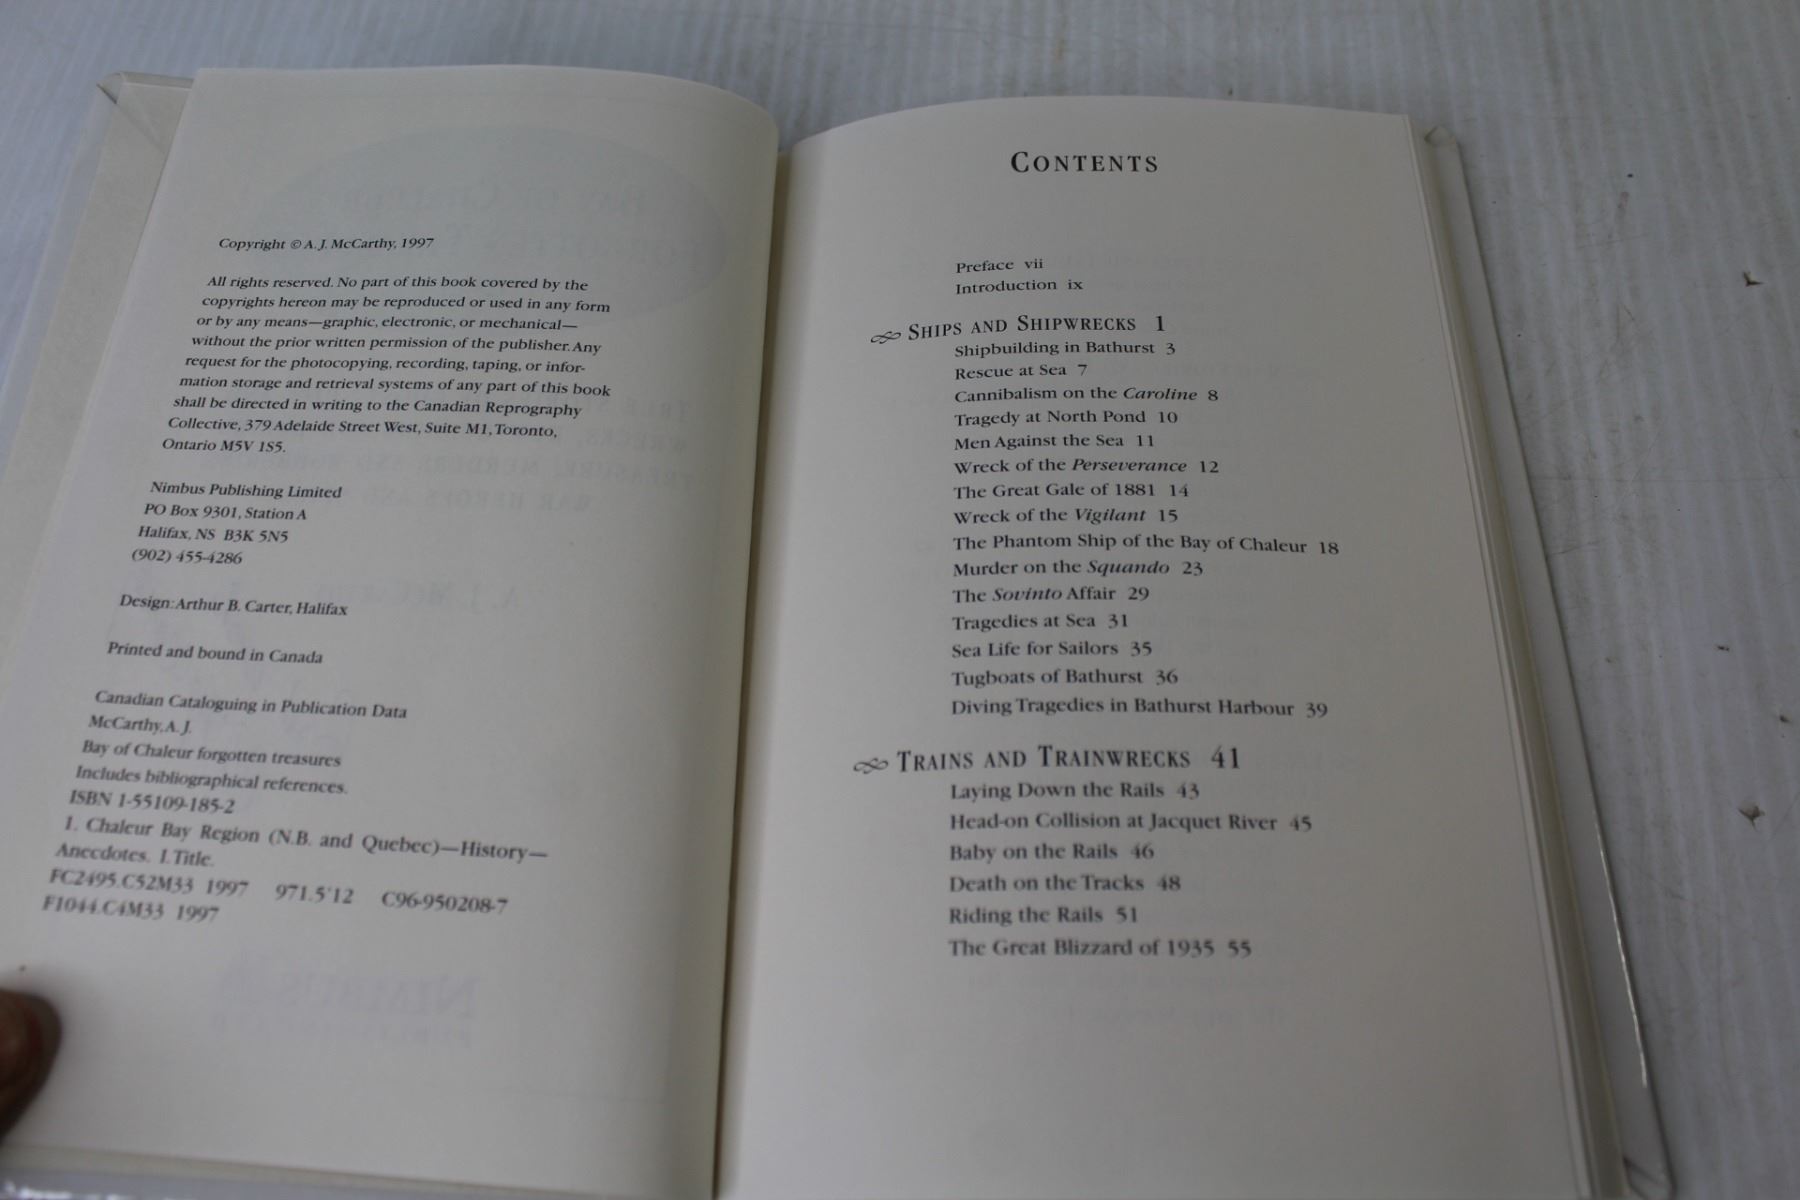 Copyright © A. J. McCarthy, 1997
All rights reserved. No part of this book covered by the
copyrights hereon may be reproduced or used in any form
or by any means—graphic, electronic, or mechanical—
without the prior written permission of the publisher. Any
request for the photocopying, recording, taping, or infor-
mation storage and retrieval systems of any part of this book
shall be directed in writing to the Canadian Reprography
Collective, 379 Adelaide Street West, Suite M1, Toronto,
Ontario M5V 1S5.
Nimbus Publishing Limited
PO Box 9301, Station A
Halifax, NS B3K 5N5
(902) 455-4286
Design: Arthur B. Carter, Halifax
Printed and bound in Canada
Canadian Cataloguing in Publication Data
McCarthy, A. J.
Bay of Chaleur forgotten treasures
Includes bibliographical references.
ISBN 1-55109-185-2
1. Chaleur Bay Region (N.B. and Quebec)—History—
Anecdotes. I. Title.
FC2495.C52M33 1997 971.5'12 C96-950208-7
F1044.C4M33 1997
CONTENTS
Preface vii
Introduction ix
SHIPS AND SHIPWRECKS 1
Shipbuilding in Bathurst 3
Rescue at Sea 7
Cannibalism on the Caroline 8
Tragedy at North Pond 10
Men Against the Sea 11
Wreck of the Perseverance 12
The Great Gale of 1881 14
Wreck of the Vigilant 15
The Phantom Ship of the Bay of Chaleur 18
Murder on the Squando 23
The Sovinto Affair 29
Tragedies at Sea 31
Sea Life for Sailors 35
Tugboats of Bathurst 36
Diving Tragedies in Bathurst Harbour 39
TRAINS AND TRAINWRECKS 41
Laying Down the Rails 43
Head-on Collision at Jacquet River 45
Baby on the Rails 46
Death on the Tracks 48
Riding the Rails 51
The Great Blizzard of 1935 55